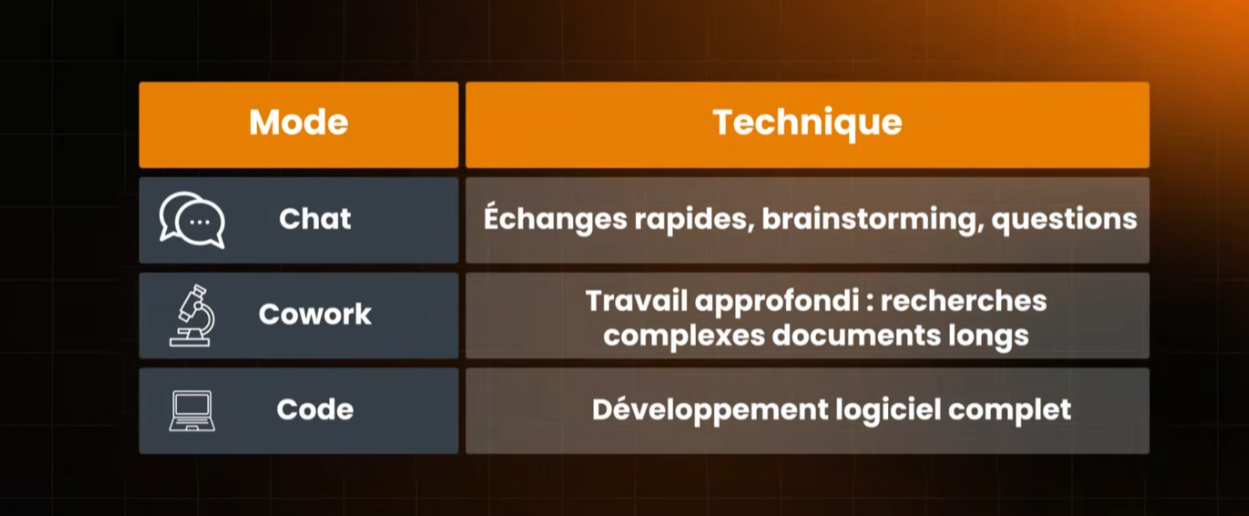 Mode
Technique
Chat
Échanges rapides, brainstorming, questions
Cowork
Travail approfondi : recherches
complexes documents longs
Code
Développement logiciel complet